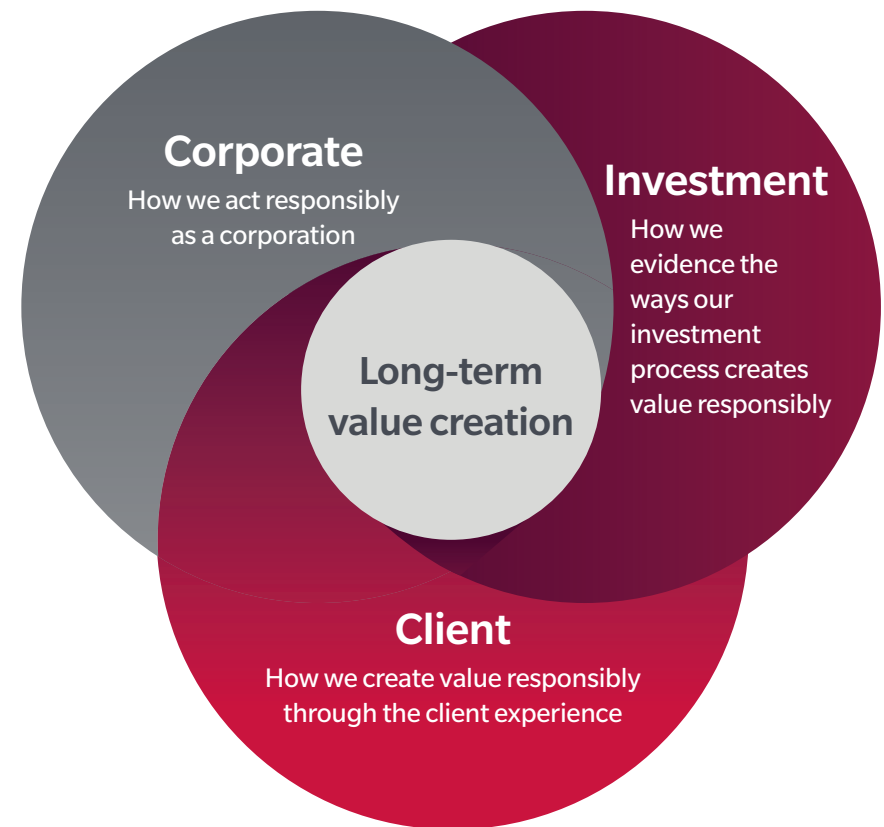 Corporate
How we act responsibly
as a corporation
Investment
How we
evidence the
ways our
investment
process creates
value responsibly
Long-term
value creation
Client
How we create value responsibly
through the client experience